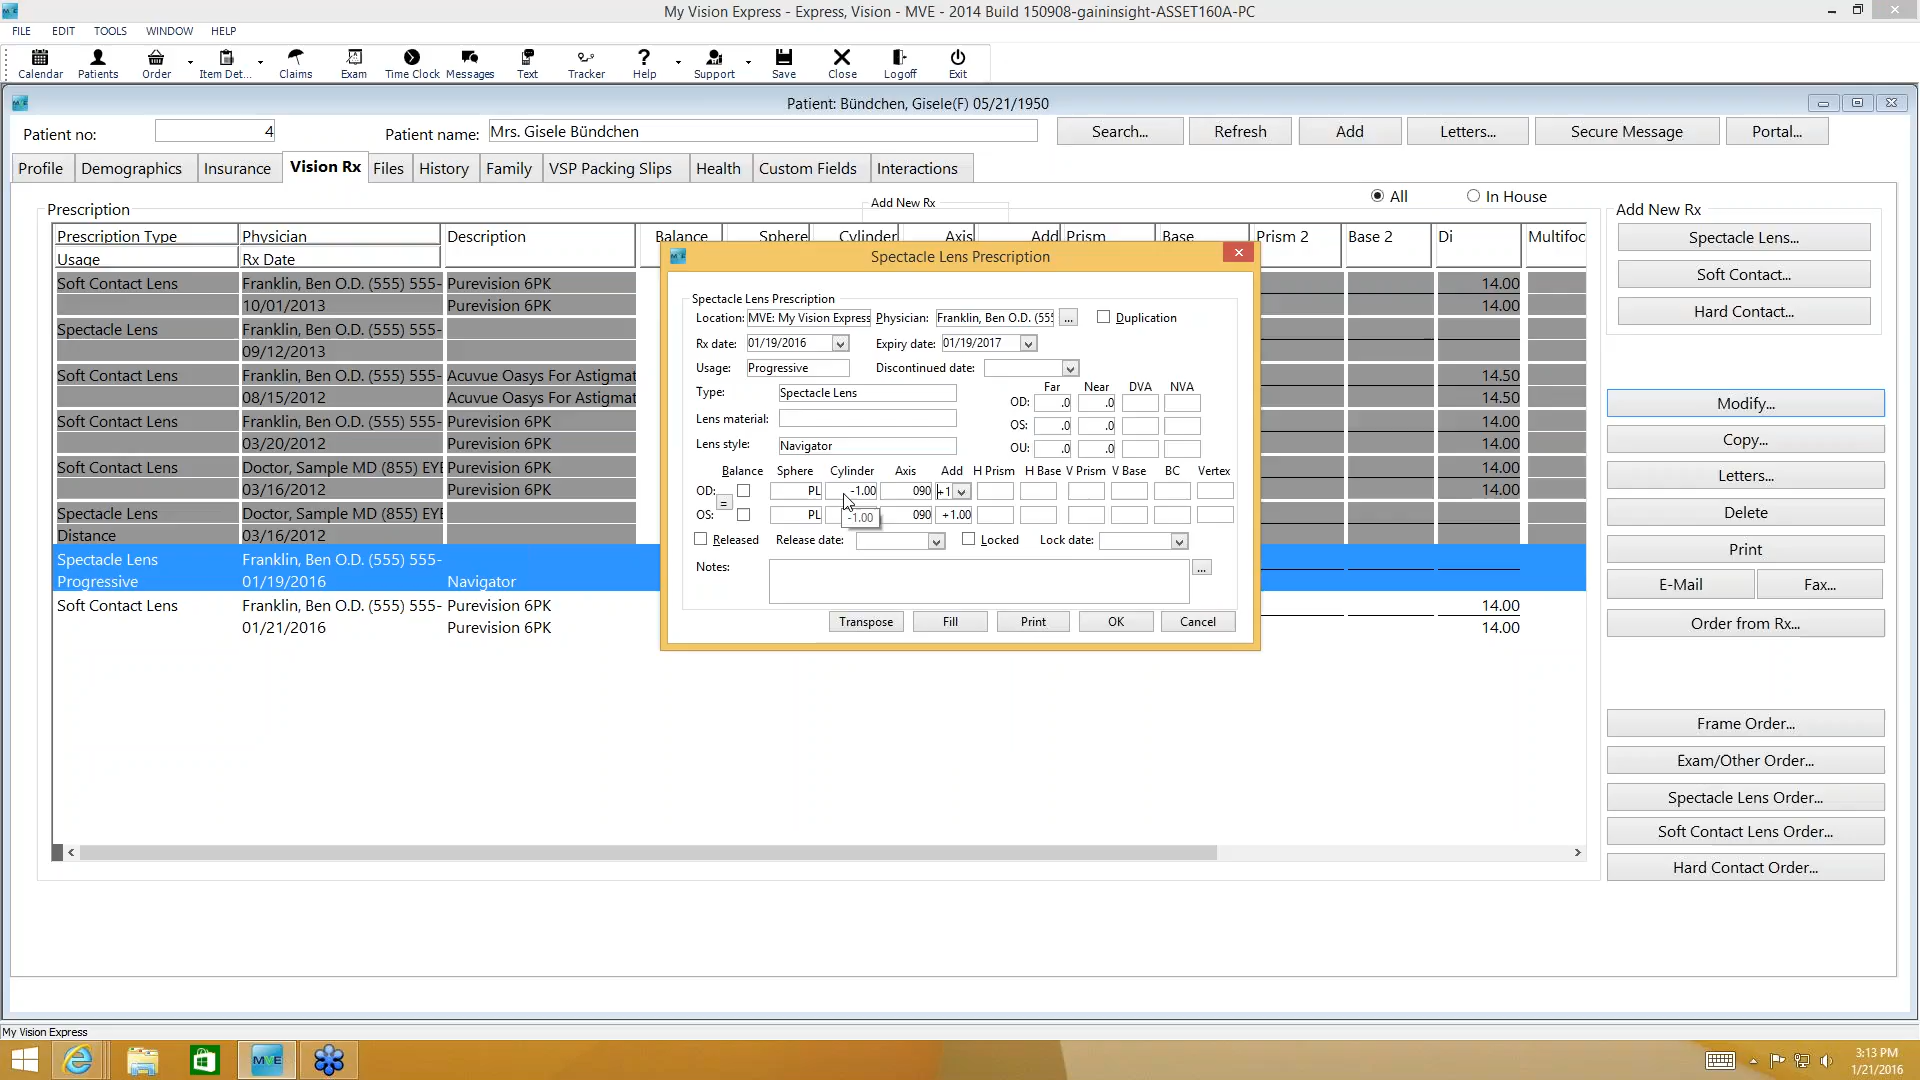 My Vision Express - Express, Vision - MVE - 2014 Build 150908-gaininsight-ASSET160A-PC
FILE EDIT TOOLS WINDOW HELP
Calendar Patients Order Item Det... Claims Exam Time Clock Messages Text Tracker Help Support Save Close Logoff Exit
Patient: Bündchen, Gisele(F) 05/21/1950
Patient no: 4 Patient name: Mrs. Gisele Bündchen Search... Refresh Add Letters... Secure Message Portal...
Profile Demographics Insurance Vision Rx Files History Family VSP Packing Slips Health Custom Fields Interactions
All In House
Prescription Add New Rx Add New Rx
Prescription Type Physician Description Balance Sphere Cylinder Axis Add Prism Base Prism 2 Base 2 Di Multifoc
Usage Rx Date
Soft Contact Lens Franklin, Ben O.D. (555) 555- Purevision 6PK 14.00
10/01/2013 Purevision 6PK 14.00
Spectacle Lens Franklin, Ben O.D. (555) 555-
09/12/2013
Soft Contact Lens Franklin, Ben O.D. (555) 555- Acuvue Oasys For Astigmat 14.50
08/15/2012 Acuvue Oasys For Astigmat 14.50
Soft Contact Lens Franklin, Ben O.D. (555) 555- Purevision 6PK 14.00
03/20/2012 Purevision 6PK 14.00
Soft Contact Lens Doctor, Sample MD (855) EYE Purevision 6PK 14.00
03/16/2012 Purevision 6PK 14.00
Spectacle Lens Doctor, Sample MD (855) EYE
Distance 03/16/2012
Spectacle Lens Franklin, Ben O.D. (555) 555-
Progressive 01/19/2016 Navigator
Soft Contact Lens Franklin, Ben O.D. (555) 555- Purevision 6PK 14.00
01/21/2016 Purevision 6PK 14.00
Spectacle Lens Prescription
Spectacle Lens Prescription
Location: MVE: My Vision Express Physician: Franklin, Ben O.D. (555 ... Duplication
Rx date: 01/19/2016 Expiry date: 01/19/2017
Usage: Progressive Discontinued date:
Type: Spectacle Lens Far Near DVA NVA
OD: .0 .0
Lens material: OS: .0 .0
Lens style: Navigator OU: .0 .0
Balance Sphere Cylinder Axis Add H Prism H Base V Prism V Base BC Vertex
OD: PL -1.00 090 +1
=
OS: PL 090 +1.00
-1.00
Released Release date: Locked Lock date:
Notes: ...
Transpose Fill Print OK Cancel
Spectacle Lens...
Soft Contact...
Hard Contact...
Modify...
Copy...
Letters...
Delete
Print
E-Mail Fax...
Order from Rx...
Frame Order...
Exam/Other Order...
Spectacle Lens Order...
Soft Contact Lens Order...
Hard Contact Order...
My Vision Express
MVE
3:13 PM
1/21/2016